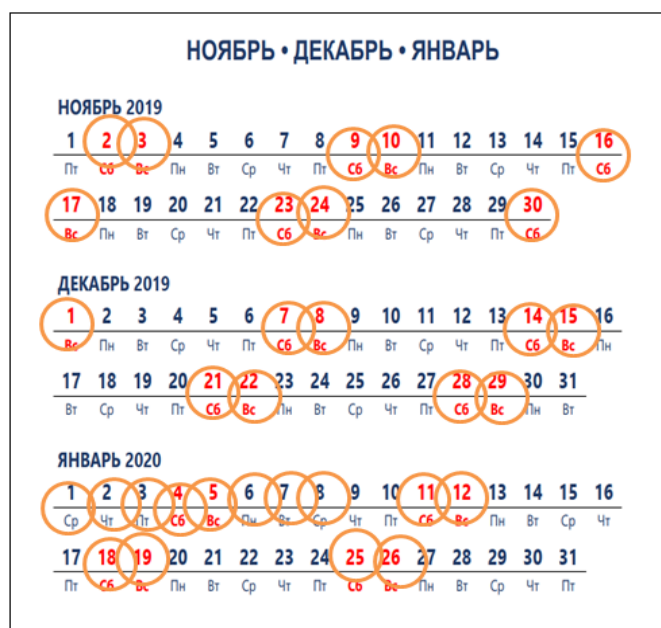 НОЯБРЬ • ДЕКАБРЬ • ЯНВАРЬ
НОЯБРЬ 2019
1 2 3 4 5 6 7 8 9 10 11 12 13 14 15 16
Пт Сб Вс Пн Вт Ср Чт Пт Сб Вс Пн Вт Ср Чт Пт Сб
17 18 19 20 21 22 23 24 25 26 27 28 29 30
Вс Пн Вт Ср Чт Пт Сб Вс Пн Вт Ср Чт Пт Сб
ДЕКАБРЬ 2019
1 2 3 4 5 6 7 8 9 10 11 12 13 14 15 16
Вс Пн Вт Ср Чт Пт Сб Вс Пн Вт Ср Чт Пт Сб Вс Пн
17 18 19 20 21 22 23 24 25 26 27 28 29 30 31
Вт Ср Чт Пт Сб Вс Пн Вт Ср Чт Пт Сб Вс Пн Вт
ЯНВАРЬ 2020
1 2 3 4 5 6 7 8 9 10 11 12 13 14 15 16
Ср Чт Пт Сб Вс Пн Вт Ср Чт Пт Сб Вс Пн Вт Ср Чт
17 18 19 20 21 22 23 24 25 26 27 28 29 30 31
Пт Сб Вс Пн Вт Ср Чт Пт Сб Вс Пн Вт Ср Чт Пт